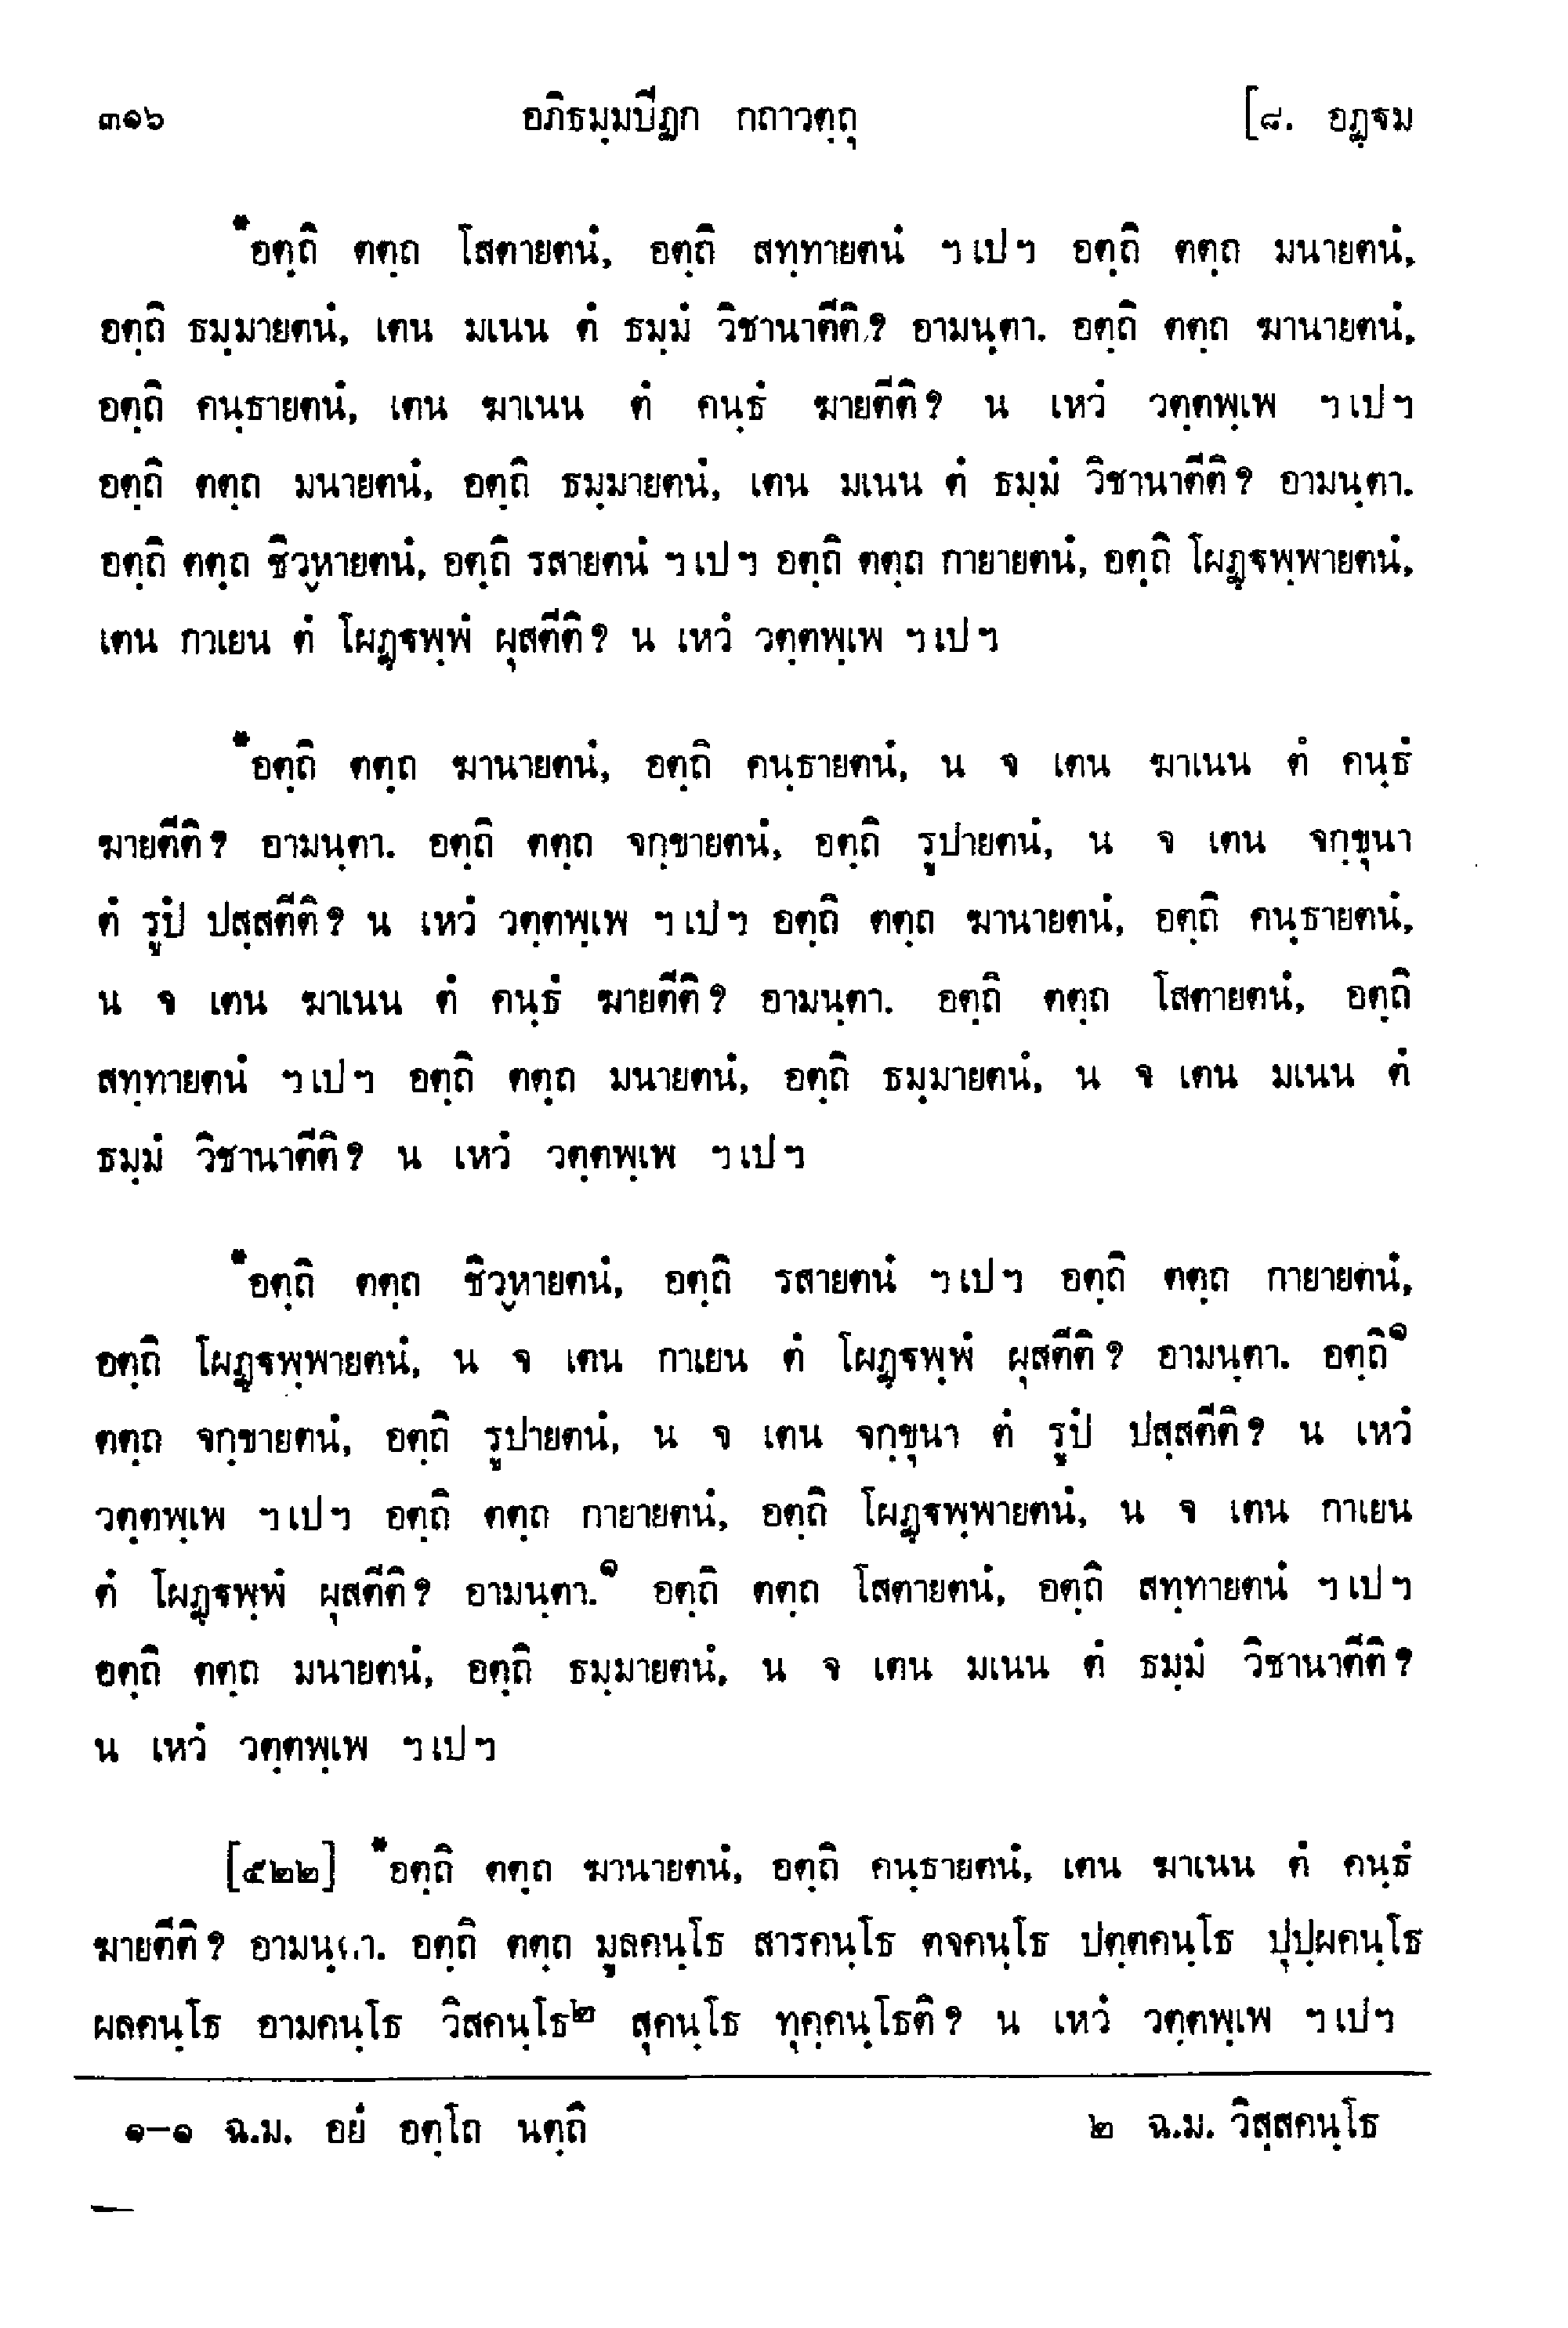 ๓๑๖ อภิธมฺมปีฏก กถาวตฺถุ [๘. อฏฺฐม
*อตฺถิ ตตฺถ โสตายตนํ, อตฺถิ สทฺทายตนํ ฯ เป ฯ อตฺถิ ตตฺถ มนายตนํ,
อตฺถิ ธมฺมายตนํ, เตน มเนน ตํ ธมฺมํ วิชานาตีติ? อามนฺตา. อตฺถิ ตตฺถ ฆานายตนํ,
อตฺถิ คนฺธายตนํ, เตน ฆาเนน ตํ คนฺธํ ฆายตีติ? น เหวํ วตฺตพฺเพ ฯ เป ฯ
อตฺถิ ตตฺถ มนายตนํ, อตฺถิ ธมฺมายตนํ, เตน มเนน ตํ ธมฺมํ วิชานาตีติ? อามนฺตา.
อตฺถิ ตตฺถ ชิวฺหายตนํ, อตฺถิ รสายตนํ ฯ เป ฯ อตฺถิ ตตฺถ กายายตนํ, อตฺถิ โผฏฺฐพฺพายตนํ,
เตน กาเยน ตํ โผฏฺฐพฺพํ ผุสตีติ? น เหวํ วตฺตพฺเพ ฯ เป ฯ
*อตฺถิ ตตฺถ ฆานายตนํ, อตฺถิ คนฺธายตนํ, น จ เตน ฆาเนน ตํ คนฺธํ
ฆายตีติ? อามนฺตา. อตฺถิ ตตฺถ จกฺขายตนํ, อตฺถิ รูปายตนํ, น จ เตน จกฺขุนา
ตํ รูปํ ปสฺสตีติ? น เหวํ วตฺตพฺเพ ฯ เป ฯ อตฺถิ ตตฺถ ฆานายตนํ, อตฺถิ คนฺธายตนํ,
น จ เตน ฆาเนน ตํ คนฺธํ ฆายตีติ? อามนฺตา. อตฺถิ ตตฺถ โสตายตนํ, อตฺถิ
สทฺทายตนํ ฯ เป ฯ อตฺถิ ตตฺถ มนายตนํ, อตฺถิ ธมฺมายตนํ, น จ เตน มเนน ตํ
ธมฺมํ วิชานาตีติ? น เหวํ วตฺตพฺเพ ฯ เป ฯ
*อตฺถิ ตตฺถ ชิวฺหายตนํ, อตฺถิ รสายตนํ ฯ เป ฯ อตฺถิ ตตฺถ กายายตนํ,
อตฺถิ โผฏฺฐพฺพายตนํ, น จ เตน กาเยน ตํ โผฏฺฐพฺพํ ผุสตีติ? อามนฺตา. อตฺถิ๑
ตตฺถ จกฺขายตนํ, อตฺถิ รูปายตนํ, น จ เตน จกฺขุนา ตํ รูปํ ปสฺสตีติ? น เหวํ
วตฺตพฺเพ ฯ เป ฯ อตฺถิ ตตฺถ กายายตนํ, อตฺถิ โผฏฺฐพฺพายตนํ, น จ เตน กาเยน
ตํ โผฏฺฐพฺพํ ผุสตีติ? อามนฺตา.๑ อตฺถิ ตตฺถ โสตายตนํ, อตฺถิ สทฺทายตนํ ฯ เป ฯ
อตฺถิ ตตฺถ มนายตนํ, อตฺถิ ธมฺมายตนํ, น จ เตน มเนน ตํ ธมฺมํ วิชานาตีติ?
น เหวํ วตฺตพฺเพ ฯ เป ฯ
[๕๒๒] *อตฺถิ ตตฺถ ฆานายตนํ, อตฺถิ คนฺธายตนํ, เตน ฆาเนน ตํ คนฺธํ
ฆายตีติ? อามนฺตา. อตฺถิ ตตฺถ มูลคนฺโธ สารคนฺโธ ตจคนฺโธ ปตฺตคนฺโธ ปุปฺผคนฺโธ
ผลคนฺโธ อามคนฺโธ วิสคนฺโธ๒ สุคนฺโธ ทุคฺคนฺโธติ? น เหวํ วตฺตพฺเพ ฯ เป ฯ
๑-๑ ฉ.ม. อยํ อตฺโถ นตฺถิ ๒ ฉ.ม. วิสฺสคนฺโธ